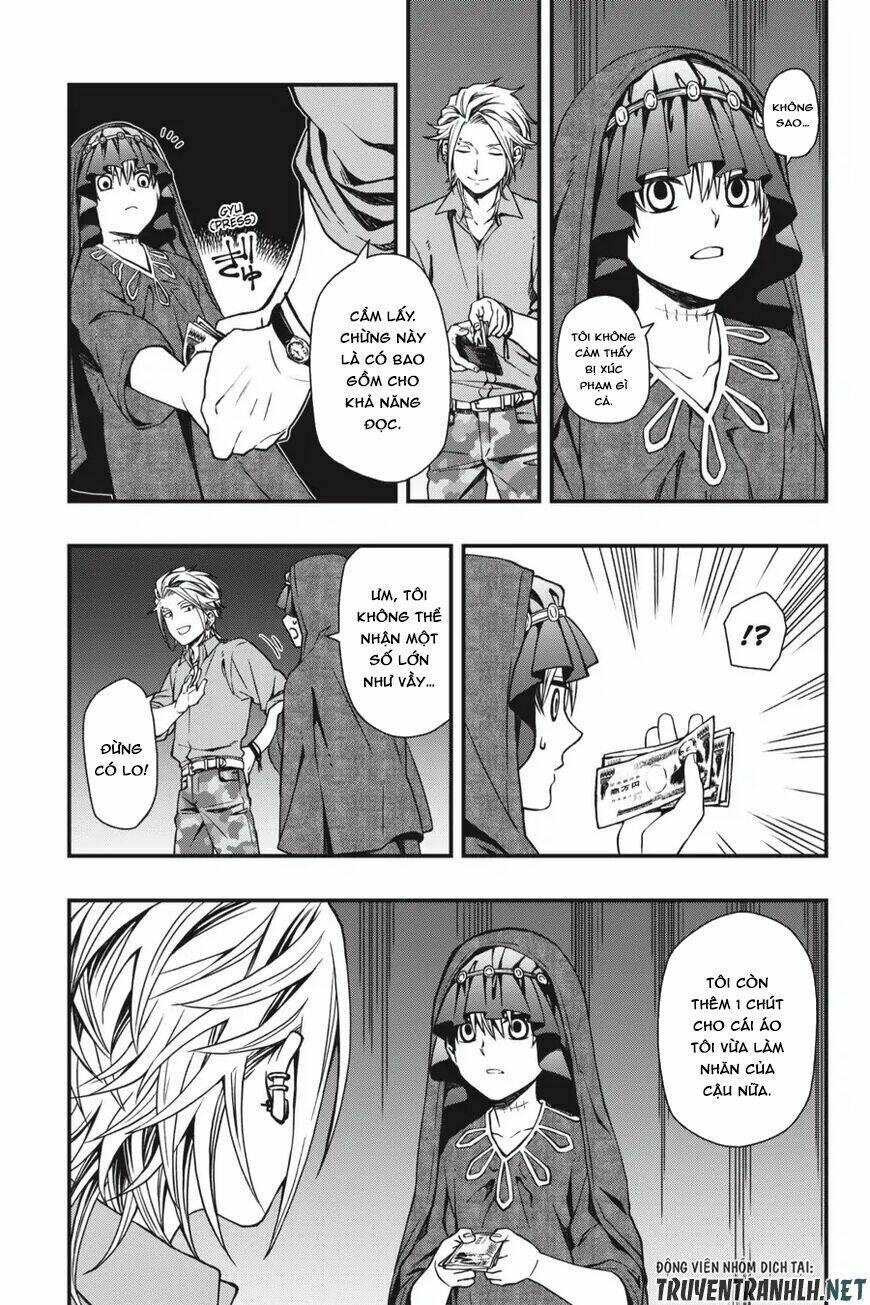 KHÔNG
SAO...
TÔI KHÔNG
CẢM THẤY
BỊ XÚC
PHẠM GÌ
CẢ.
CẦM LẤY.
CHỪNG NÀY
LÀ CÓ BAO
GỒM CHO
KHẢ NĂNG
ĐỌC.
GYU
(PRESS)
ぎゅ
!?
ƯM, TÔI
KHÔNG THỂ
NHẬN MỘT
SỐ LỚN
NHƯ VẦY...
ĐỪNG
CÓ LO!
TÔI CÒN
THÊM 1 CHÚT
CHO CÁI ÁO
TÔI VỪA LÀM
NHĂN CỦA
CẬU NỮA.
ĐỘNG VIÊN NHÓM DỊCH TẠI:
TRUYENTRANHLH.NET